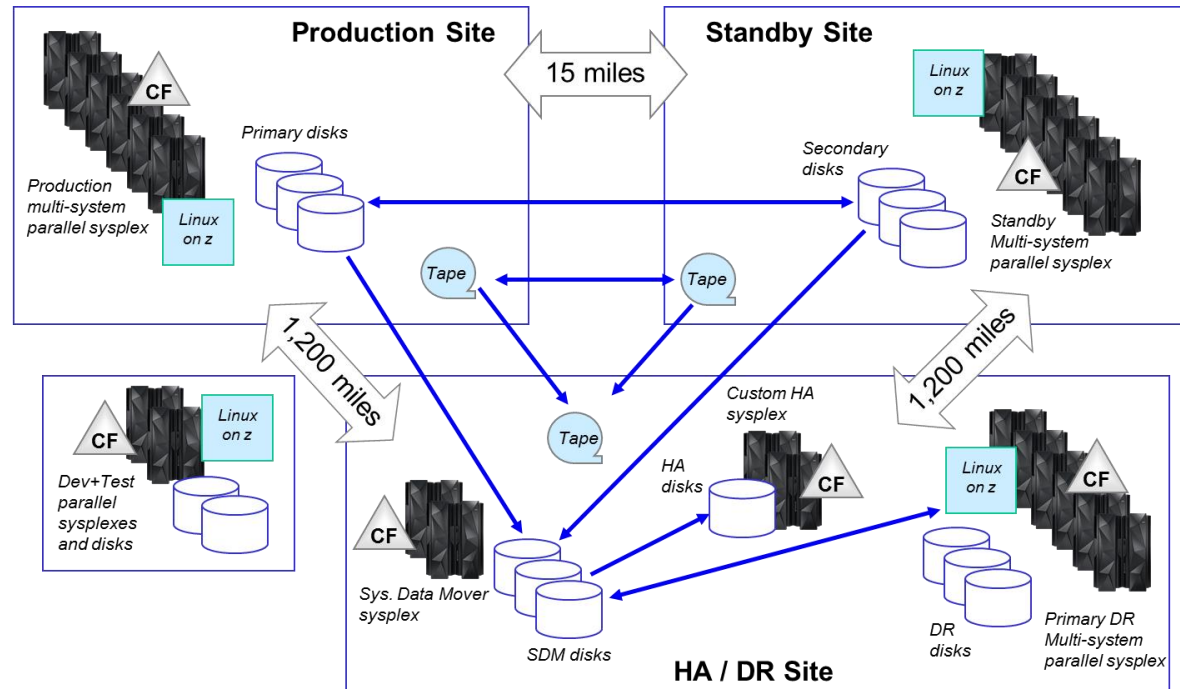 Production Site
CF
Primary disks
Production
multi-system
parallel sysplex
Linux
on z
Tape
15 miles
Standby Site
Linux
on z
Secondary
disks
CF
Standby
Multi-system
parallel sysplex
Tape
1,200 miles
1,200 miles
CF
Linux
on z
Dev+Test
parallel
sysplexes
and disks
Tape
Custom HA
sysplex
HA
disks
CF
CF
Sys. Data Mover
sysplex
SDM disks
Linux
on z
CF
DR
disks
Primary DR
Multi-system
parallel sysplex
HA / DR Site